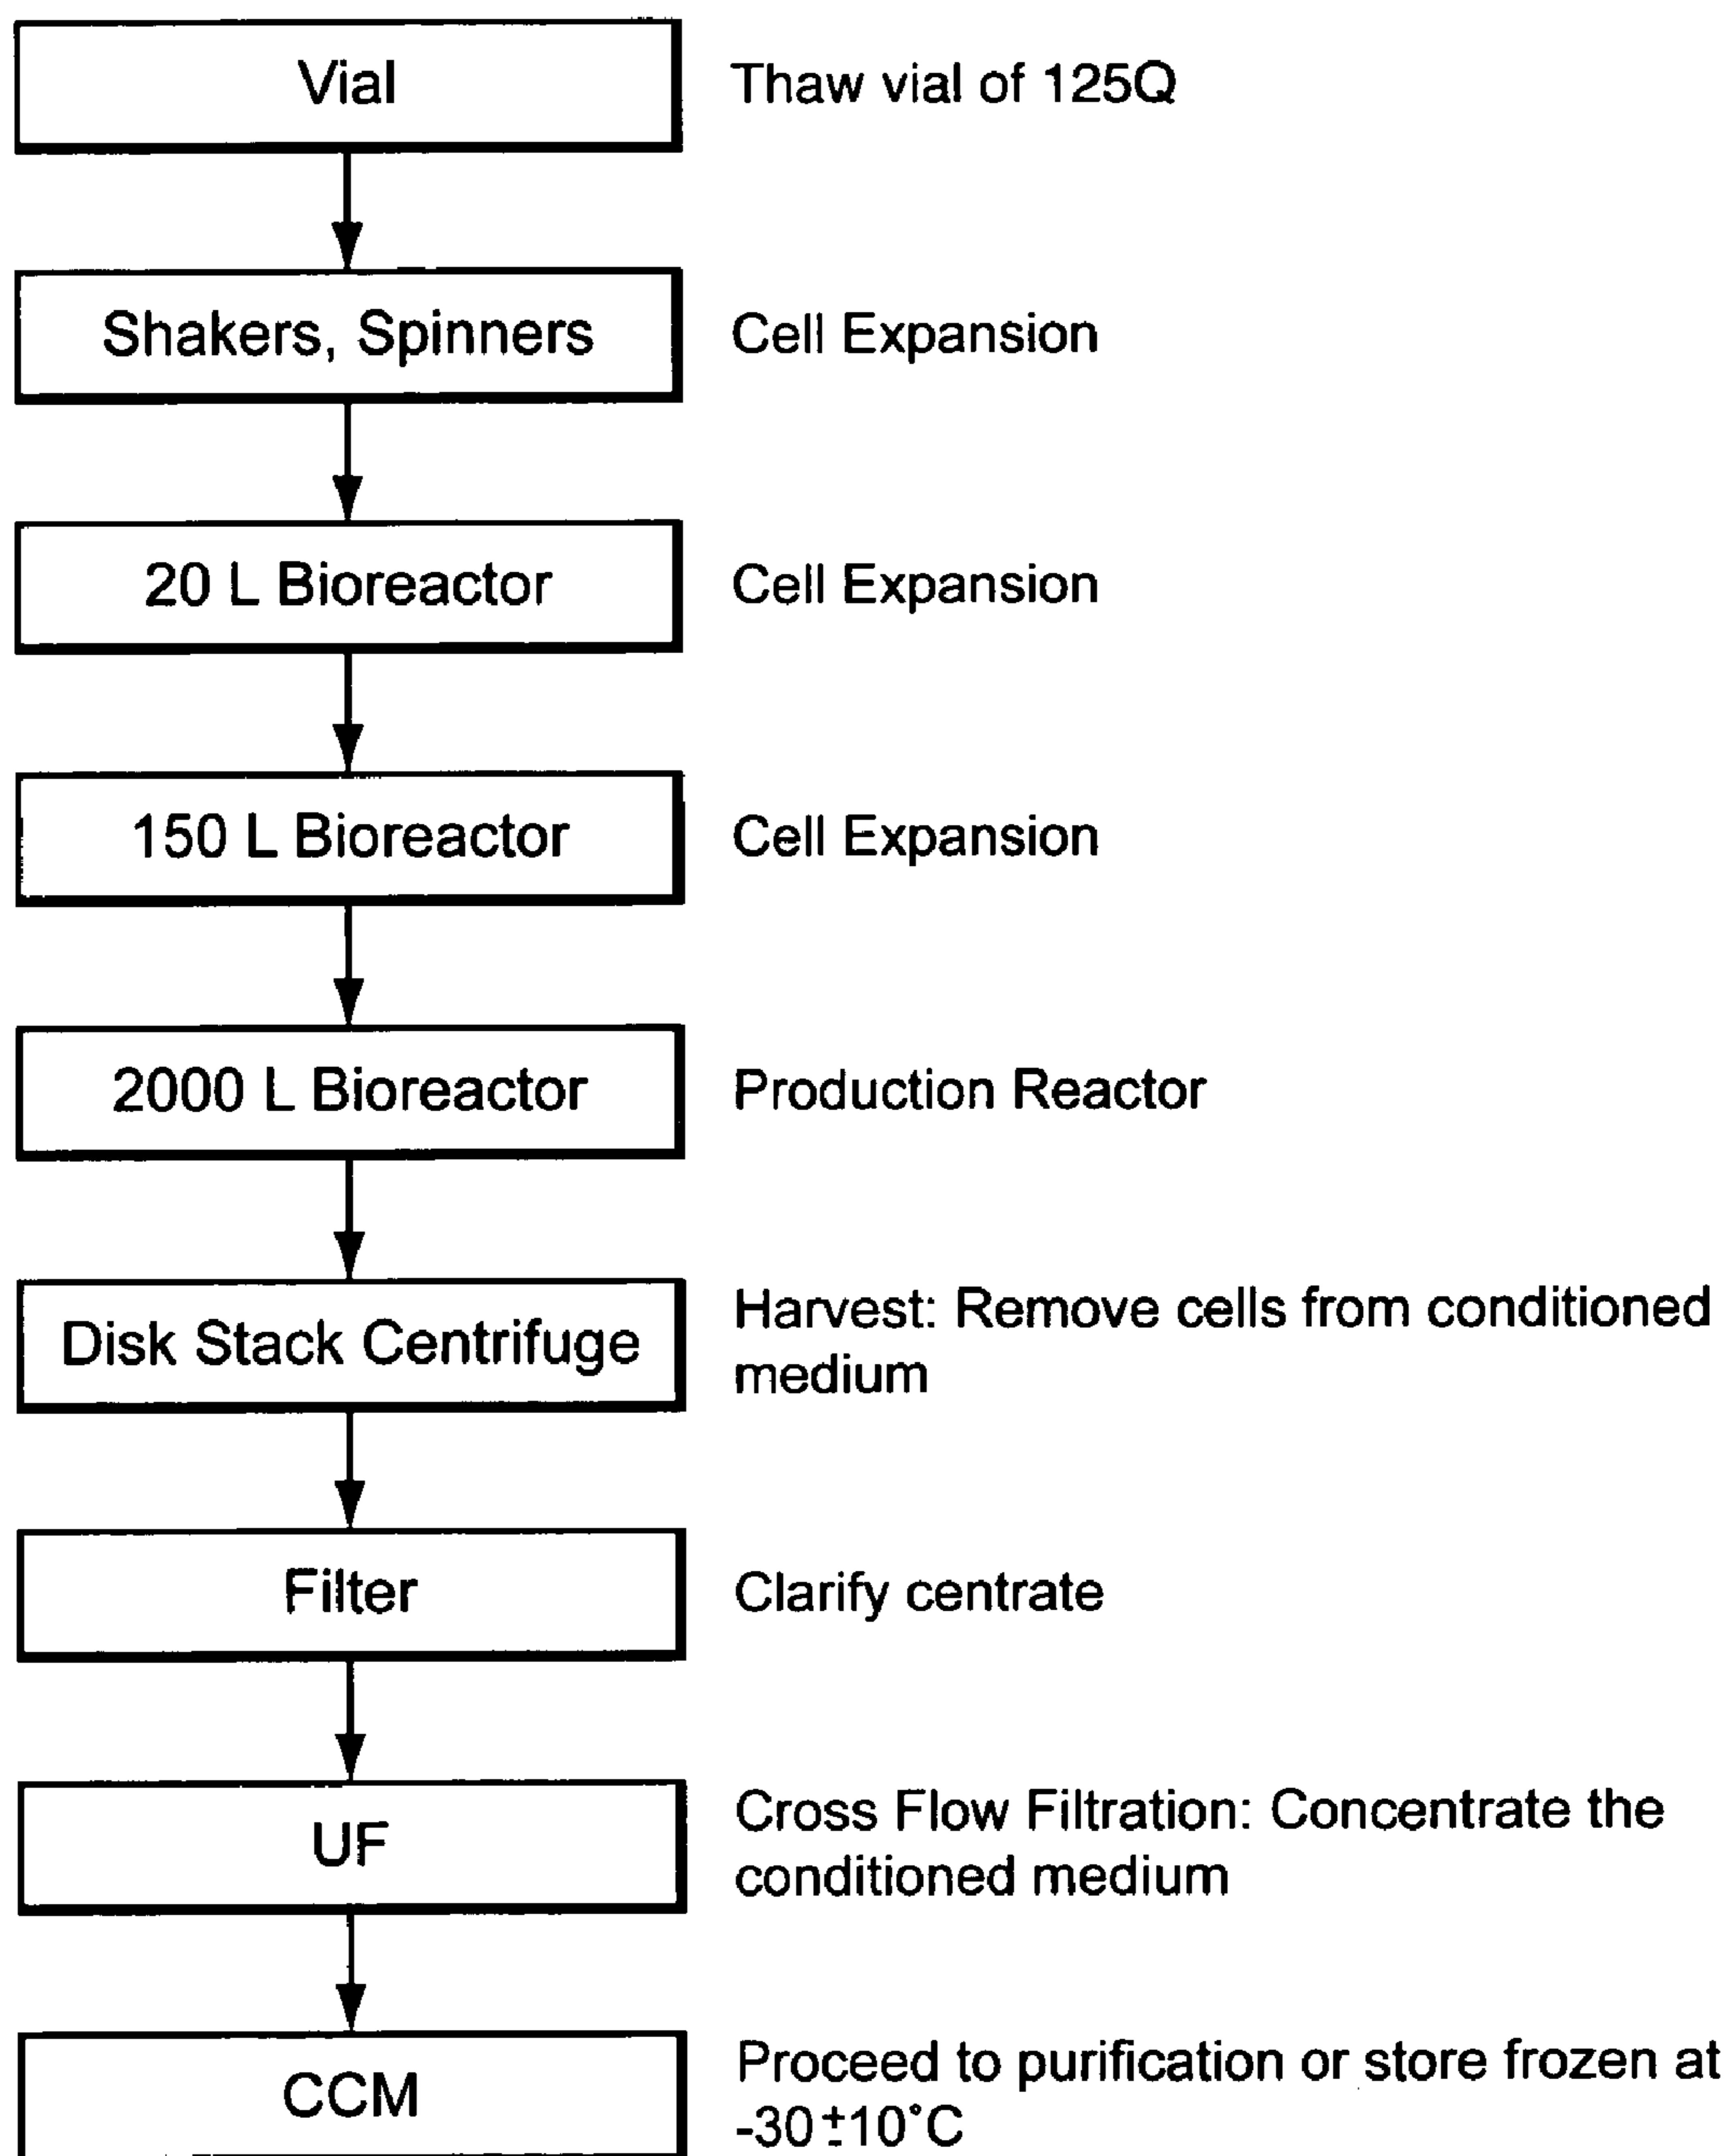 Vial
Thaw vial of 125Q
Shakers, Spinners
Cell Expansion
20 L Bioreactor
Cell Expansion
150 L Bioreactor
Cell Expansion
2000 L Bioreactor
Production Reactor
Disk Stack Centrifuge
Harvest: Remove cells from conditioned
medium
Filter
Clarify centrate
UF
Cross Flow Filtration: Concentrate the
conditioned medium
CCM
Proceed to purification or store frozen at
-30±10°C